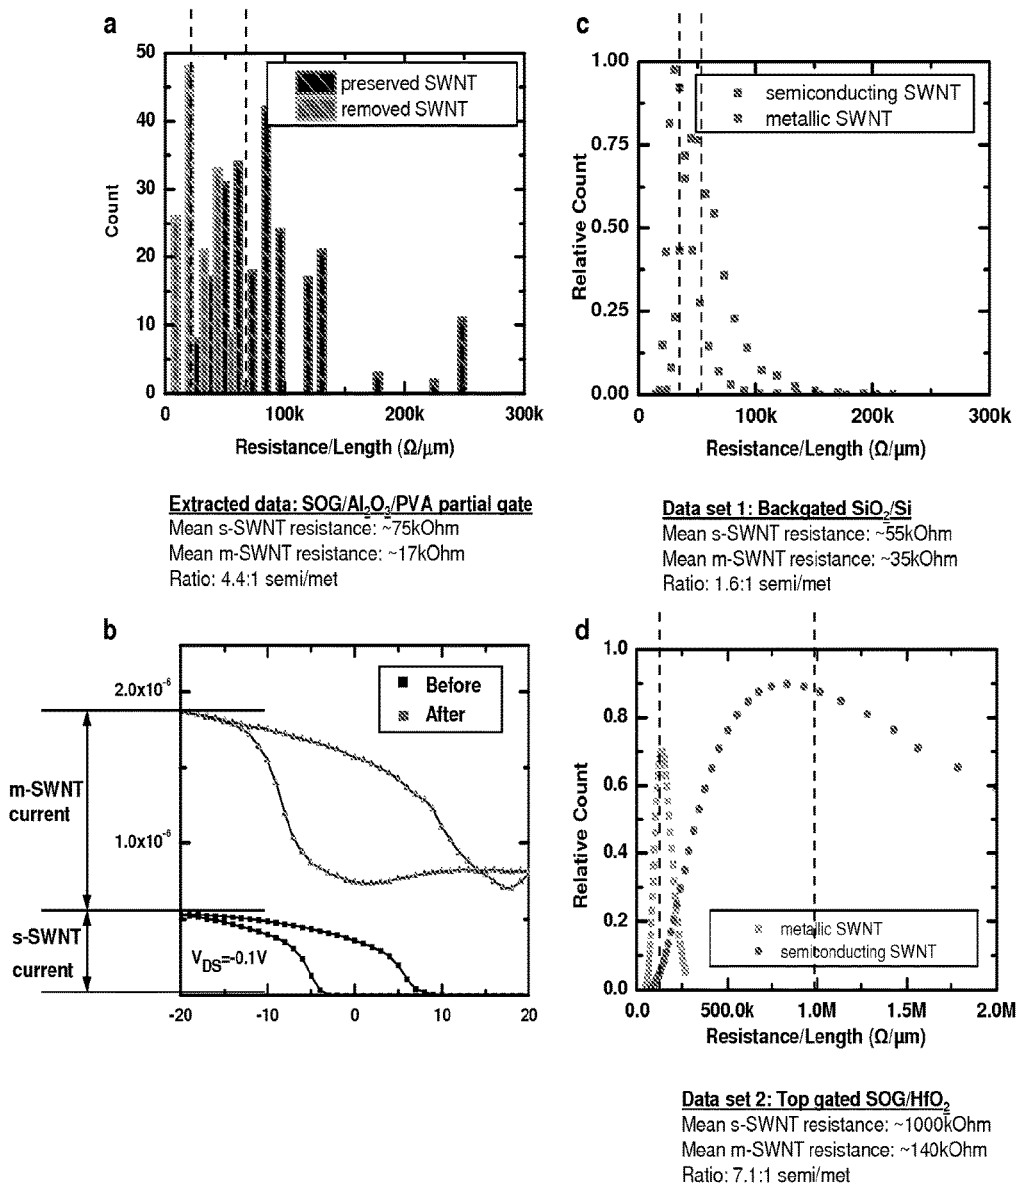 a
50
40
30
20
10
0
Count
preserved SWNT
removed SWNT
0 100k 200k 300k
Resistance/Length (Ω/μm)
Extracted data: SOG/Al2O3/PVA partial gate
Mean s-SWNT resistance: ~75kOhm
Mean m-SWNT resistance: ~17kOhm
Ratio: 4.4:1 semi/met
c
1.00
0.75
0.50
0.25
0.00
Relative Count
semiconducting SWNT
metallic SWNT
0 100k 200k 300k
Resistance/Length (Ω/μm)
Data set 1: Backgated SiO2/Si
Mean s-SWNT resistance: ~55kOhm
Mean m-SWNT resistance: ~35kOhm
Ratio: 1.6:1 semi/met
b
2.0x10-6
1.0x10-6
Before
After
m-SWNT
current
s-SWNT
current
VDS=-0.1V
-20 -10 0 10 20
d
1.0
0.8
0.6
0.4
0.2
0.0
Relative Count
metallic SWNT
semiconducting SWNT
0.0 500.0k 1.0M 1.5M 2.0M
Resistance/Length (Ω/μm)
Data set 2: Top gated SOG/HfO2
Mean s-SWNT resistance: ~1000kOhm
Mean m-SWNT resistance: ~140kOhm
Ratio: 7.1:1 semi/met